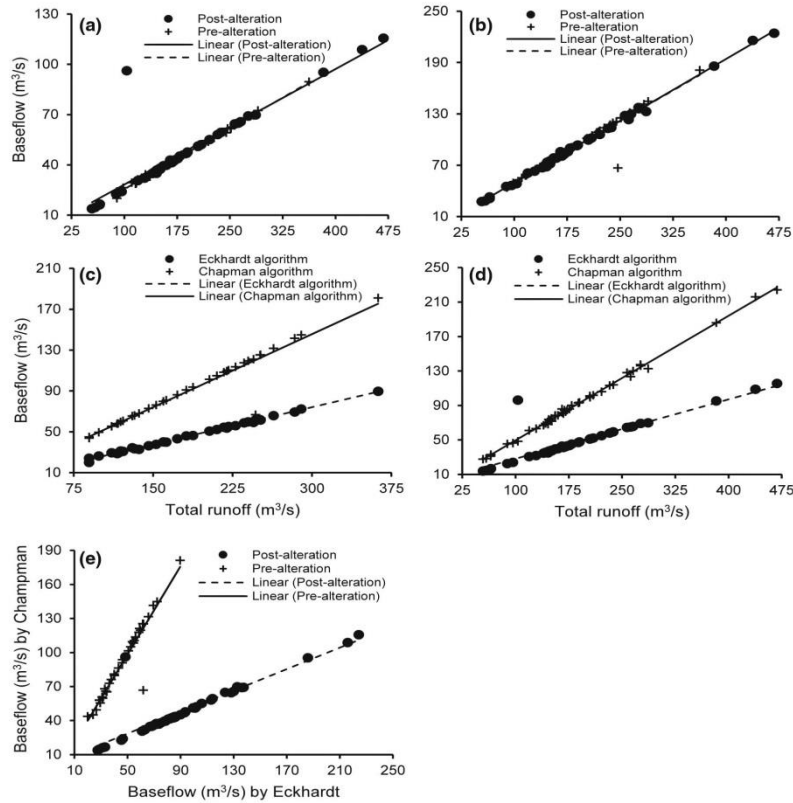 (a)
Post-alteration
Pre-alteration
Linear (Post-alteration)
Linear (Pre-alteration)
Baseflow (m³/s)
130
100
70
40
10
25 100 175 250 325 400 475
(b)
Post-alteration
Pre-alteration
Linear (Post-alteration)
Linear (Pre-alteration)
250
190
130
70
10
25 100 175 250 325 400 475
(c)
Eckhardt algorithm
Chapman algorithm
Linear (Eckhardt algorithm)
Linear (Chapman algorithm)
Baseflow (m³/s)
210
170
130
90
50
10
75 150 225 300 375
Total runoff (m³/s)
(d)
Eckhardt algorithm
Chapman algorithm
Linear (Eckhardt algorithm)
Linear (Chapman algorithm)
250
210
170
130
90
50
10
25 100 175 250 325 400 475
Total runoff (m³/s)
(e)
Post-alteration
Pre-alteration
Linear (Post-alteration)
Linear (Pre-alteration)
Baseflow (m³/s) by Champman
190
160
130
100
70
40
10
10 50 90 130 170 210 250
Baseflow (m³/s) by Eckhardt